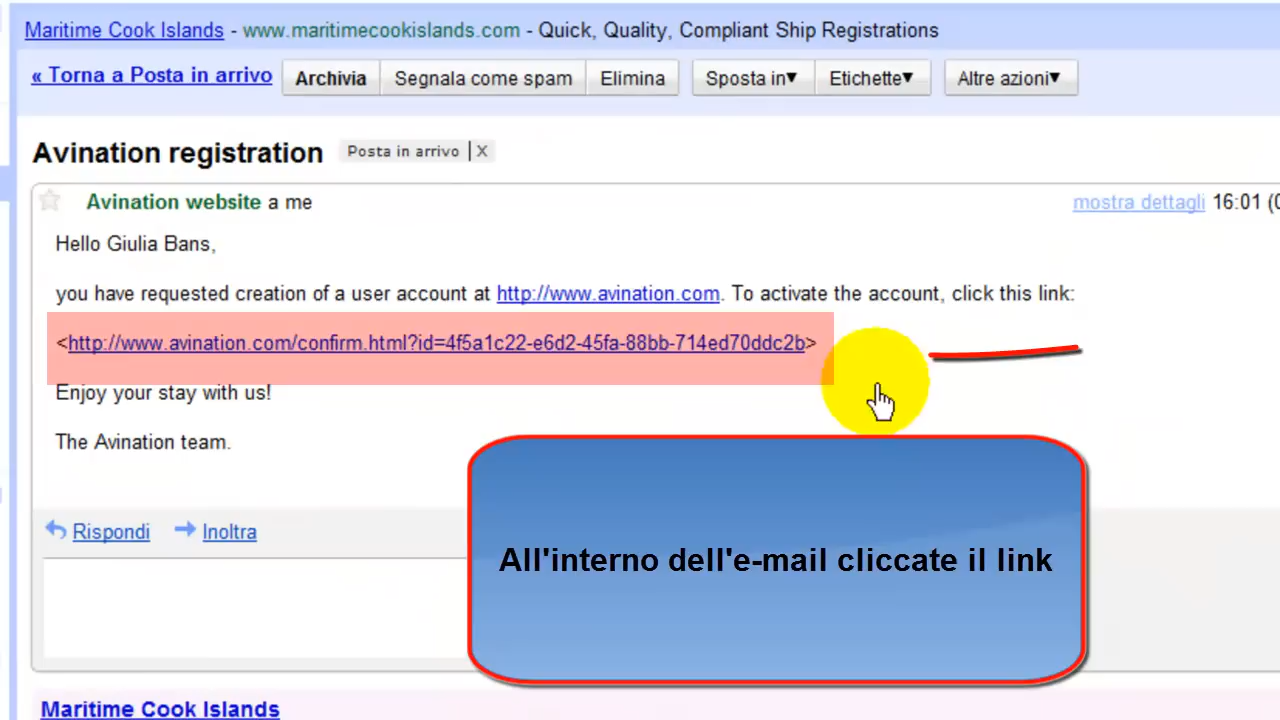 Maritime Cook Islands - www.maritimecookislands.com - Quick, Quality, Compliant Ship Registrations
« Torna a Posta in arrivo Archivia Segnala come spam Elimina Sposta in▼ Etichette▼ Altre azioni▼
Avination registration Posta in arrivo | X
Avination website a me mostra dettagli 16:01 (
Hello Giulia Bans,
you have requested creation of a user account at http://www.avination.com. To activate the account, click this link:
<http://www.avination.com/confirm.html?id=4f5a1c22-e6d2-45fa-88bb-714ed70ddc2b>
Enjoy your stay with us!
The Avination team.
Rispondi Inoltra
All'interno dell'e-mail cliccate il link
Maritime Cook Islands